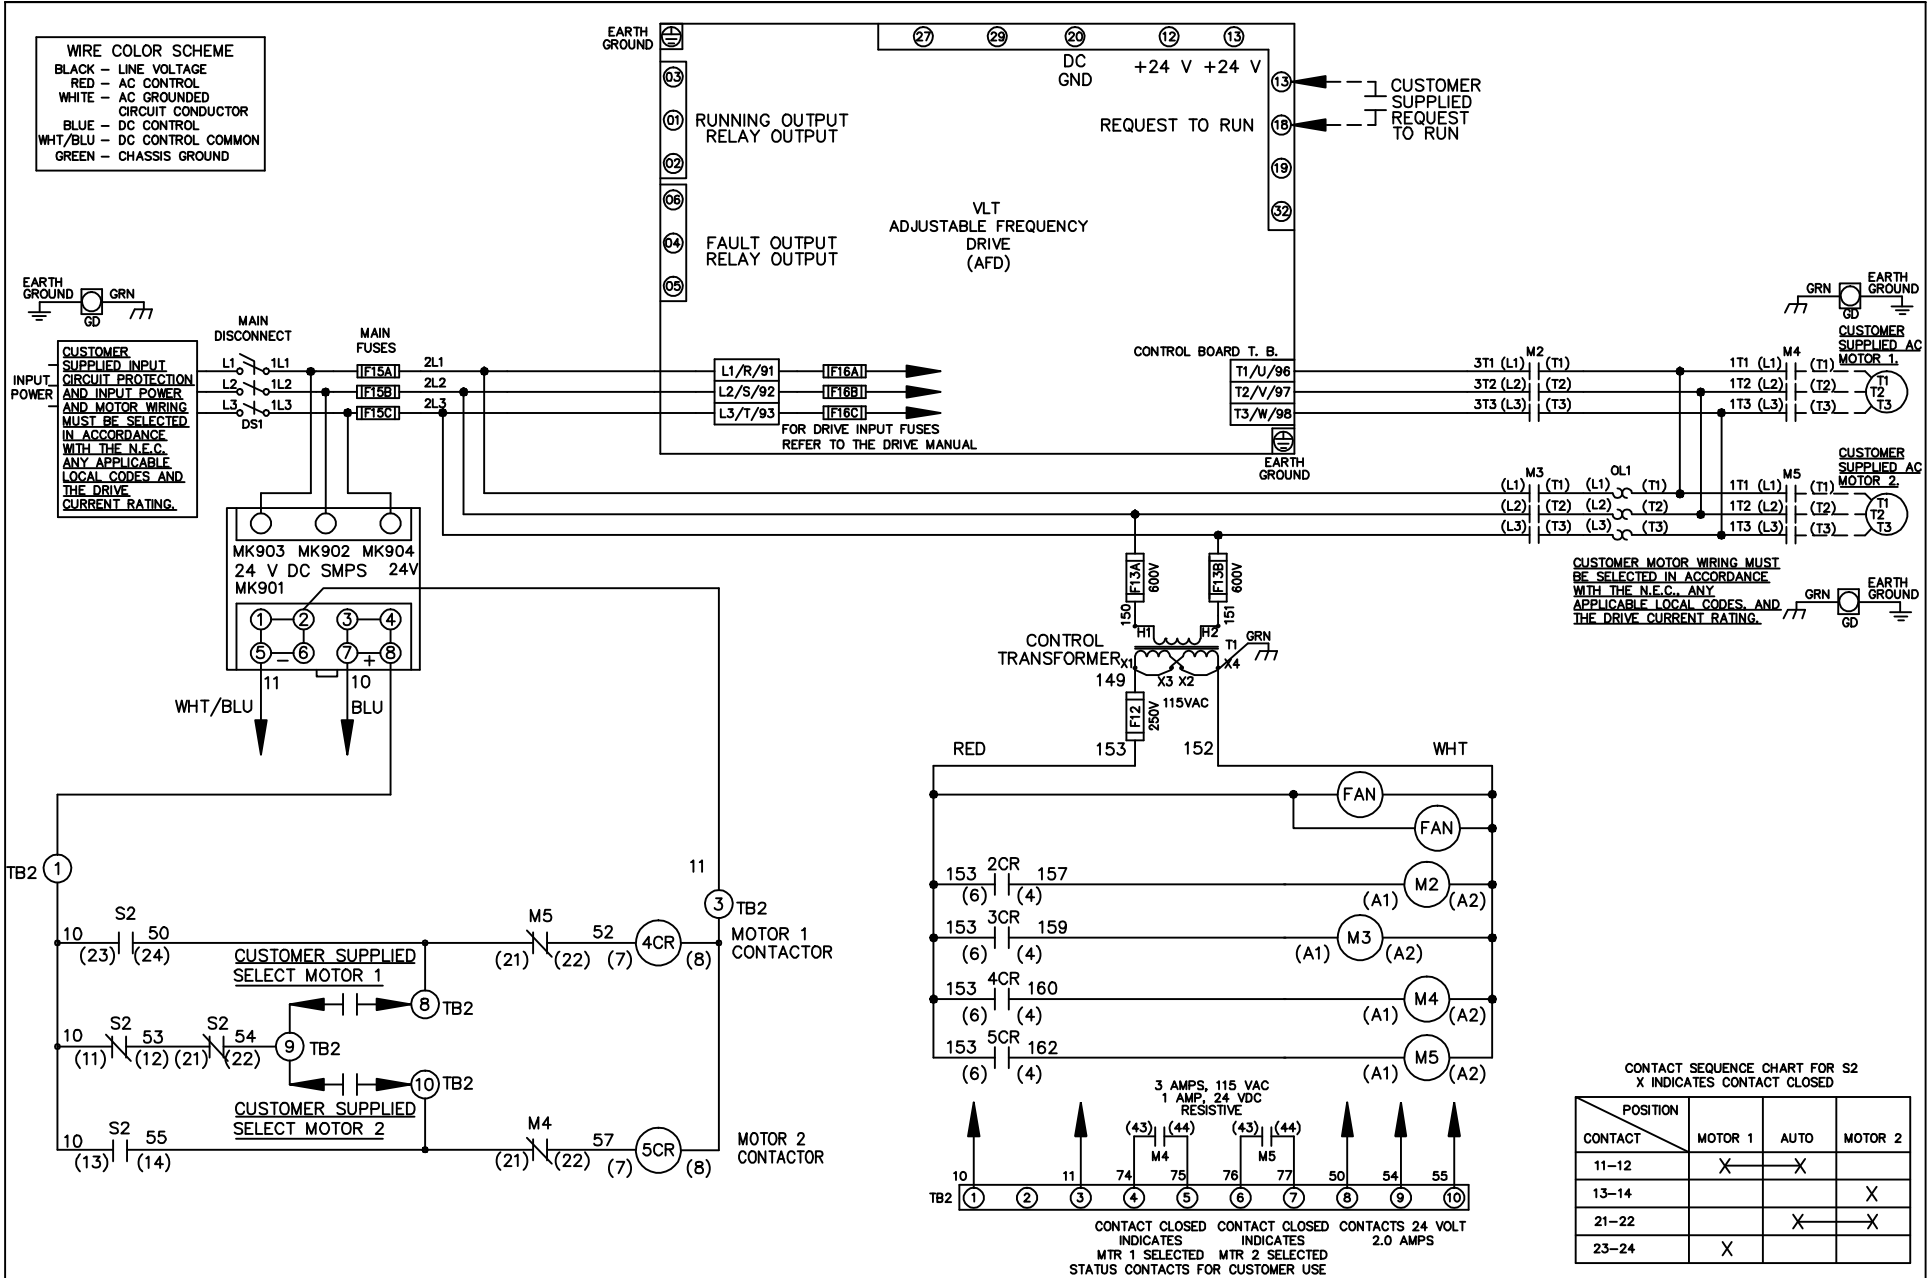 WIRE COLOR SCHEME
BLACK – LINE VOLTAGE
RED – AC CONTROL
WHITE – AC GROUNDED
CIRCUIT CONDUCTOR
BLUE – DC CONTROL
WHT/BLU – DC CONTROL COMMON
GREEN – CHASSIS GROUND
EARTH
GROUND
03
01
02
RUNNING OUTPUT
RELAY OUTPUT
06
04
05
FAULT OUTPUT
RELAY OUTPUT
27 29 20 12 13
DC
GND
+24 V +24 V
13
REQUEST TO RUN 18
19
32
CUSTOMER
SUPPLIED
REQUEST
TO RUN
VLT
ADJUSTABLE FREQUENCY
DRIVE
(AFD)
EARTH
GROUND
GRN
GD
INPUT
POWER
CUSTOMER
SUPPLIED INPUT
CIRCUIT PROTECTION
AND INPUT POWER
AND MOTOR WIRING
MUST BE SELECTED
IN ACCORDANCE
WITH THE N.E.C.
ANY APPLICABLE
LOCAL CODES AND
THE DRIVE
CURRENT RATING.
MAIN
DISCONNECT
L1 1L1
L2 1L2
L3 1L3
DS1
MAIN
FUSES
F15A 2L1
F15B 2L2
F15C 2L3
L1/R/91 F16A
L2/S/92 F16B
L3/T/93 F16C
FOR DRIVE INPUT FUSES
REFER TO THE DRIVE MANUAL
CONTROL BOARD T. B.
T1/U/96
T2/V/97
T3/W/98
EARTH
GROUND
M2
3T1 (L1) (T1)
3T2 (L2) (T2)
3T3 (L3) (T3)
M4
1T1 (L1) (T1)
1T2 (L2) (T2)
1T3 (L3) (T3)
GRN
GD
EARTH
GROUND
CUSTOMER
SUPPLIED AC
MOTOR 1.
T1
T2
T3
M3 OL1
(L1) (T1) (L1) (T1)
(L2) (T2) (L2) (T2)
(L3) (T3) (L3) (T3)
M5
1T1 (L1) (T1)
1T2 (L2) (T2)
1T3 (L3) (T3)
CUSTOMER
SUPPLIED AC
MOTOR 2.
T1
T2
T3
CUSTOMER MOTOR WIRING MUST
BE SELECTED IN ACCORDANCE
WITH THE N.E.C., ANY
APPLICABLE LOCAL CODES, AND
THE DRIVE CURRENT RATING.
GRN
GD
EARTH
GROUND
MK903 MK902 MK904
24 V DC SMPS 24V
MK901
1 2 3 4
5 – 6 7 + 8
11 10
WHT/BLU BLU
F13A 600V
F13B 600V
150 151
H1 H2
CONTROL
TRANSFORMER
T1
GRN
X1 X3 X2 X4
149
115VAC
F12 250V
RED 153 152 WHT
FAN
FAN
2CR
153 157
(6) (4)
M2
(A1) (A2)
3CR
153 159
(6) (4)
M3
(A1) (A2)
4CR
153 160
(6) (4)
M4
(A1) (A2)
5CR
153 162
(6) (4)
M5
(A1) (A2)
TB2 1
11
3 TB2
S2
10 50
(23) (24)
M5
52
(21) (22) (7) 4CR (8)
MOTOR 1
CONTACTOR
CUSTOMER SUPPLIED
SELECT MOTOR 1
8 TB2
S2 S2
10 53 54
(11) (12) (21) (22)
9 TB2
10 TB2
CUSTOMER SUPPLIED
SELECT MOTOR 2
S2
10 55
(13) (14)
M4
57
(21) (22) (7) 5CR (8)
MOTOR 2
CONTACTOR
3 AMPS, 115 VAC
1 AMP, 24 VDC
RESISTIVE
(43) (44) (43) (44)
M4 M5
10 11 74 75 76 77 50 54 55
TB2 1 2 3 4 5 6 7 8 9 10
CONTACT CLOSED
INDICATES
MTR 1 SELECTED
CONTACT CLOSED
INDICATES
MTR 2 SELECTED
CONTACTS 24 VOLT
2.0 AMPS
STATUS CONTACTS FOR CUSTOMER USE
CONTACT SEQUENCE CHART FOR S2
X INDICATES CONTACT CLOSED
POSITION
CONTACT MOTOR 1 AUTO MOTOR 2
11–12 X X
13–14 X
21–22 X X
23–24 X